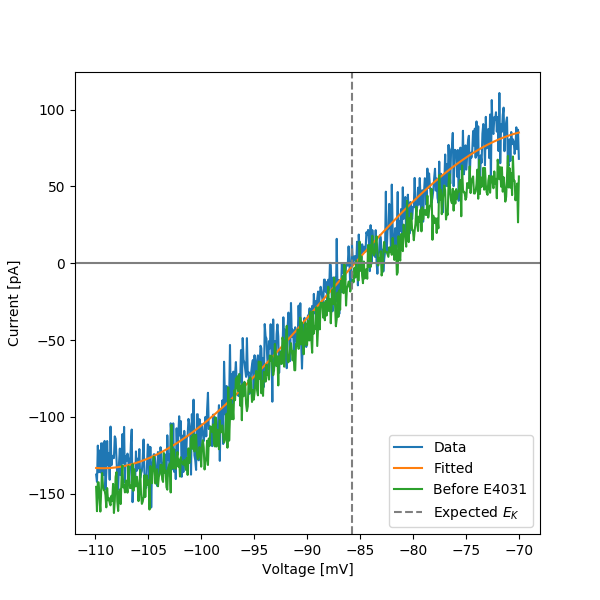 100
50
0
−50
−100
−150
Current [pA]
−110 −105 −100 −95 −90 −85 −80 −75 −70
Voltage [mV]
Data
Fitted
Before E4031
Expected E_K